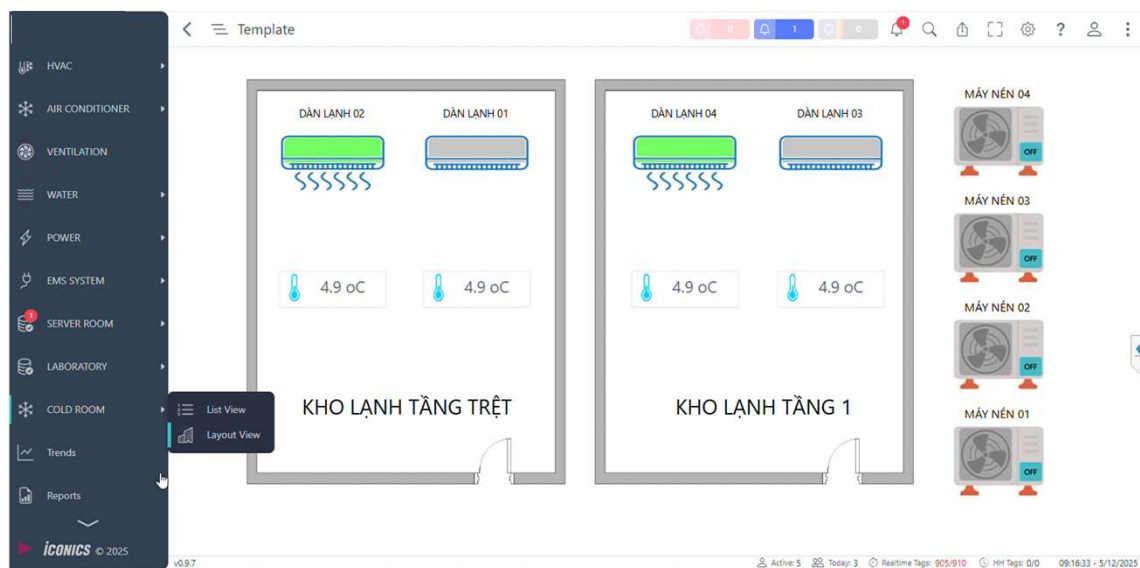 Template
0
1
0
1
?
HVAC
AIR CONDITIONER
VENTILATION
WATER
POWER
EMS SYSTEM
1
SERVER ROOM
LABORATORY
COLD ROOM
Trends
Reports
ICONICS © 2025
List View
Layout View
DÀN LẠNH 02
DÀN LẠNH 01
4.9 oC
4.9 oC
KHO LẠNH TẦNG TRỆT
DÀN LẠNH 04
DÀN LẠNH 03
4.9 oC
4.9 oC
KHO LẠNH TẦNG 1
MÁY NÉN 04
OFF
MÁY NÉN 03
OFF
MÁY NÉN 02
OFF
MÁY NÉN 01
OFF
v0.9.7
Active: 5
Today: 3
Realtime Tags: 905/910
HH Tags: 0/0
09:16:33 - 5/12/2025